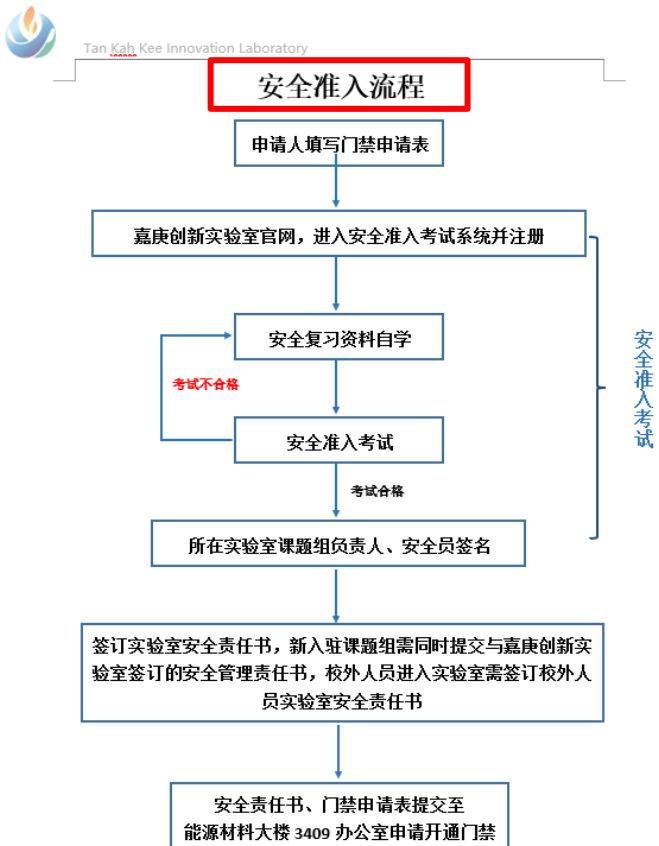 Tan Kah Kee Innovation Laboratory
安全准入流程
申请人填写门禁申请表
嘉庚创新实验室官网，进入安全准入考试系统并注册
安全复习资料自学
考试不合格
安全准入考试
考试合格
所在实验室课题组负责人、安全员签名
安全准入考试
签订实验室安全责任书，新入驻课题组需同时提交与嘉庚创新实
验室签订的安全管理责任书，校外人员进入实验室需签订校外人
员实验室安全责任书
安全责任书、门禁申请表提交至
能源材料大楼 3409 办公室申请开通门禁